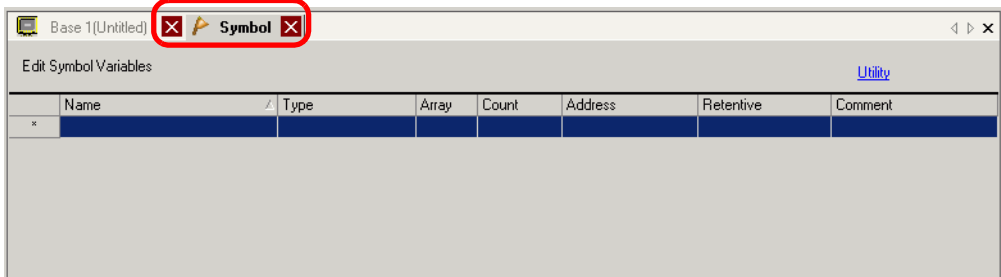 Base 1(Untitled) Symbol
Edit Symbol Variables
Utility
Name Type Array Count Address Retentive Comment
*